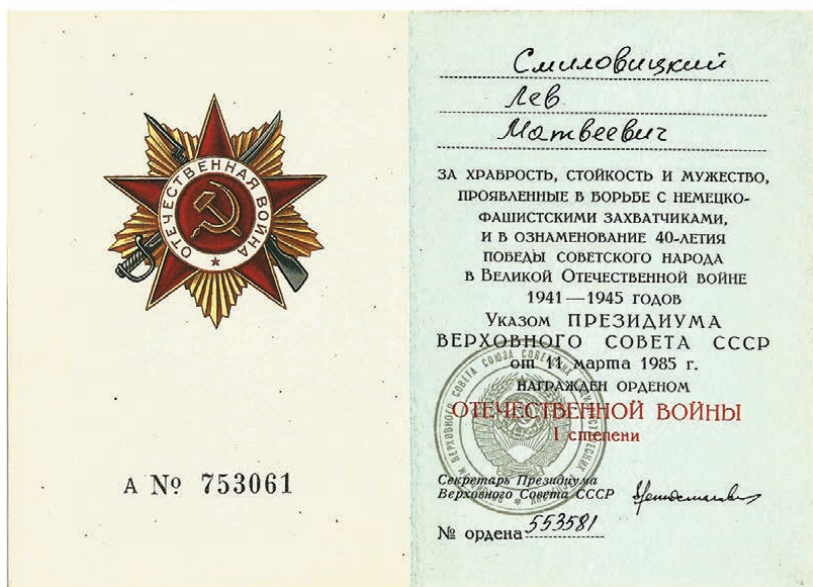 ОТЕЧЕСТВЕННАЯ ВОЙНА
А № 753061
Смиловицкий
Лев
Матвеевич
ЗА ХРАБРОСТЬ, СТОЙКОСТЬ И МУЖЕСТВО,
ПРОЯВЛЕННЫЕ В БОРЬБЕ С НЕМЕЦКО-
ФАШИСТСКИМИ ЗАХВАТЧИКАМИ,
И В ОЗНАМЕНОВАНИЕ 40-ЛЕТИЯ
ПОБЕДЫ СОВЕТСКОГО НАРОДА
В ВЕЛИКОЙ ОТЕЧЕСТВЕННОЙ ВОЙНЕ
1941—1945 ГОДОВ
УКАЗОМ ПРЕЗИДИУМА
ВЕРХОВНОГО СОВЕТА СССР
от 11 марта 1985 г.
НАГРАЖДЕН ОРДЕНОМ
ОТЕЧЕСТВЕННОЙ ВОЙНЫ
I степени
Секретарь Президиума
Верховного Совета СССР
№ ордена 553581